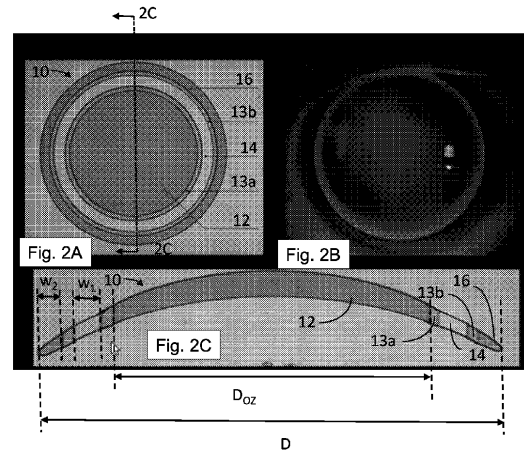 2C
10
16
13b
14
13a
12
2C
Fig. 2A
Fig. 2B
W2 W1 10
13b 16
12
13a 14
Fig. 2C
DOZ
D